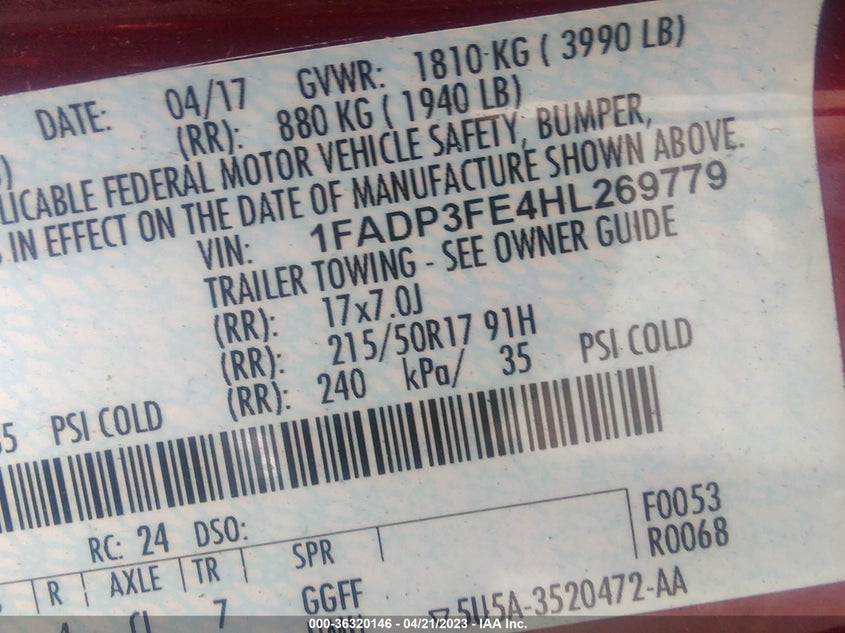 DATE: 04/17 GVWR: 1810 KG ( 3990 LB)
(RR): 880 KG ( 1940 LB)
LICABLE FEDERAL MOTOR VEHICLE SAFETY, BUMPER,
IN EFFECT ON THE DATE OF MANUFACTURE SHOWN ABOVE.
VIN: 1FADP3FE4HL269779
TRAILER TOWING - SEE OWNER GUIDE
(RR): 17x7.0J
(RR): 215/50R17 91H
5 PSI COLD (RR): 240 kPa/ 35 PSI COLD
RC: 24 DSO:
F0053
R0068
R AXLE TR SPR
7 GGFF
5U5A-3520472-AA
000-36320146 - 04/21/2023 - IAA Inc.